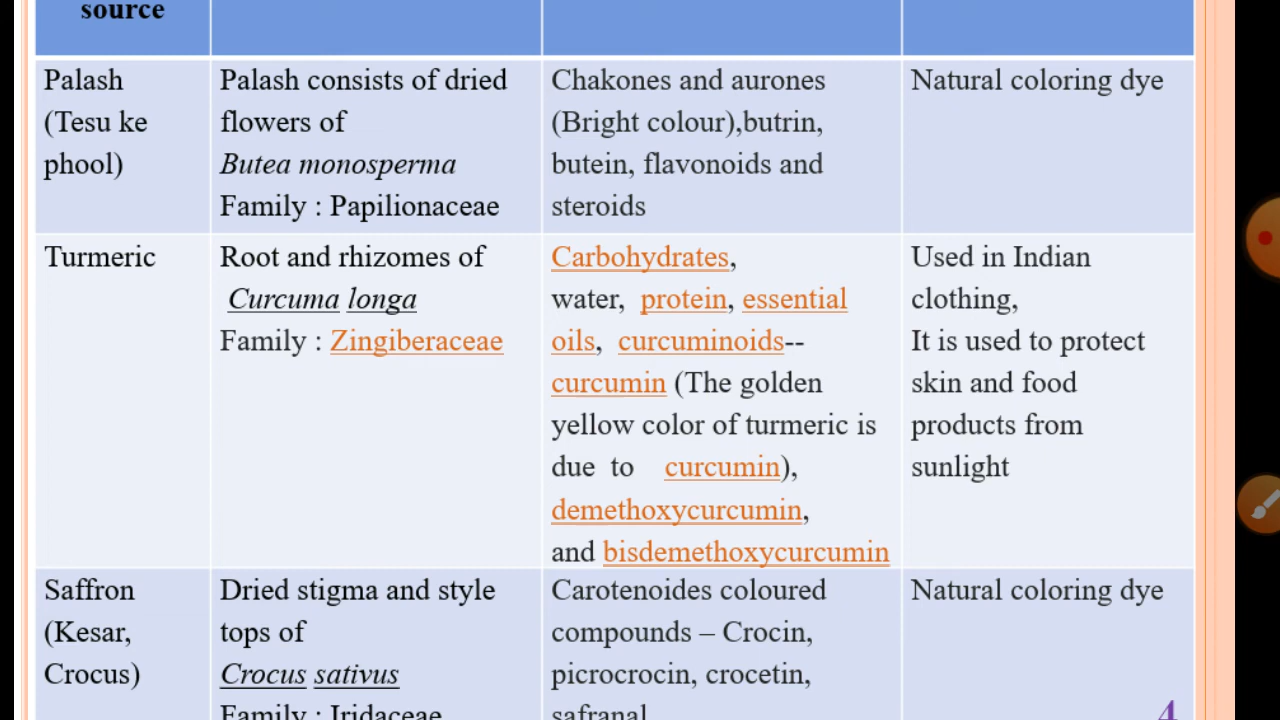 source
Palash
(Tesu ke
phool)
Palash consists of dried
flowers of
Butea monosperma
Family : Papilionaceae
Chakones and aurones
(Bright colour),butrin,
butein, flavonoids and
steroids
Natural coloring dye
Turmeric
Root and rhizomes of
Curcuma longa
Family : Zingiberaceae
Carbohydrates,
water, protein, essential
oils, curcuminoids--
curcumin (The golden
yellow color of turmeric is
due to curcumin),
demethoxycurcumin,
and bisdemethoxycurcumin
Used in Indian
clothing,
It is used to protect
skin and food
products from
sunlight
Saffron
(Kesar,
Crocus)
Dried stigma and style
tops of
Crocus sativus
Family : Iridaceae
Carotenoides coloured
compounds – Crocin,
picrocrocin, crocetin,
safranal
Natural coloring dye
4